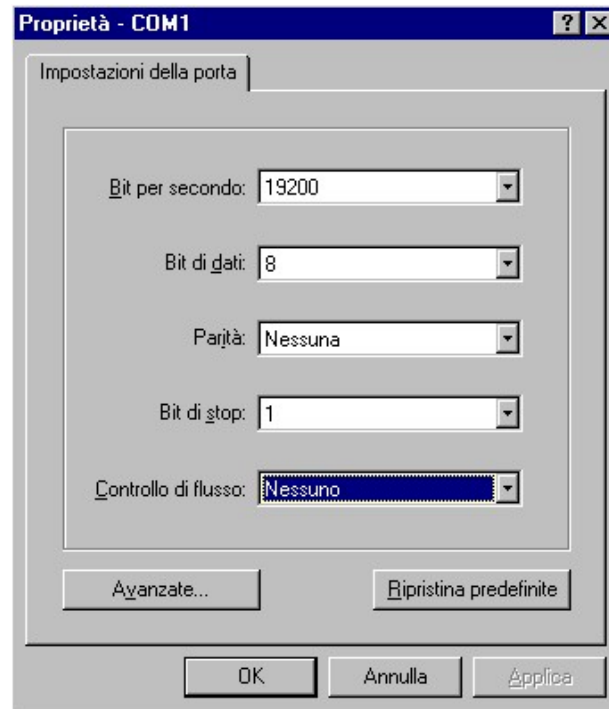 Proprietà - COM1
Impostazioni della porta
Bit per secondo: 19200
Bit di dati: 8
Parità: Nessuna
Bit di stop: 1
Controllo di flusso: Nessuno
Avanzate... Ripristina predefinite
OK Annulla Applica